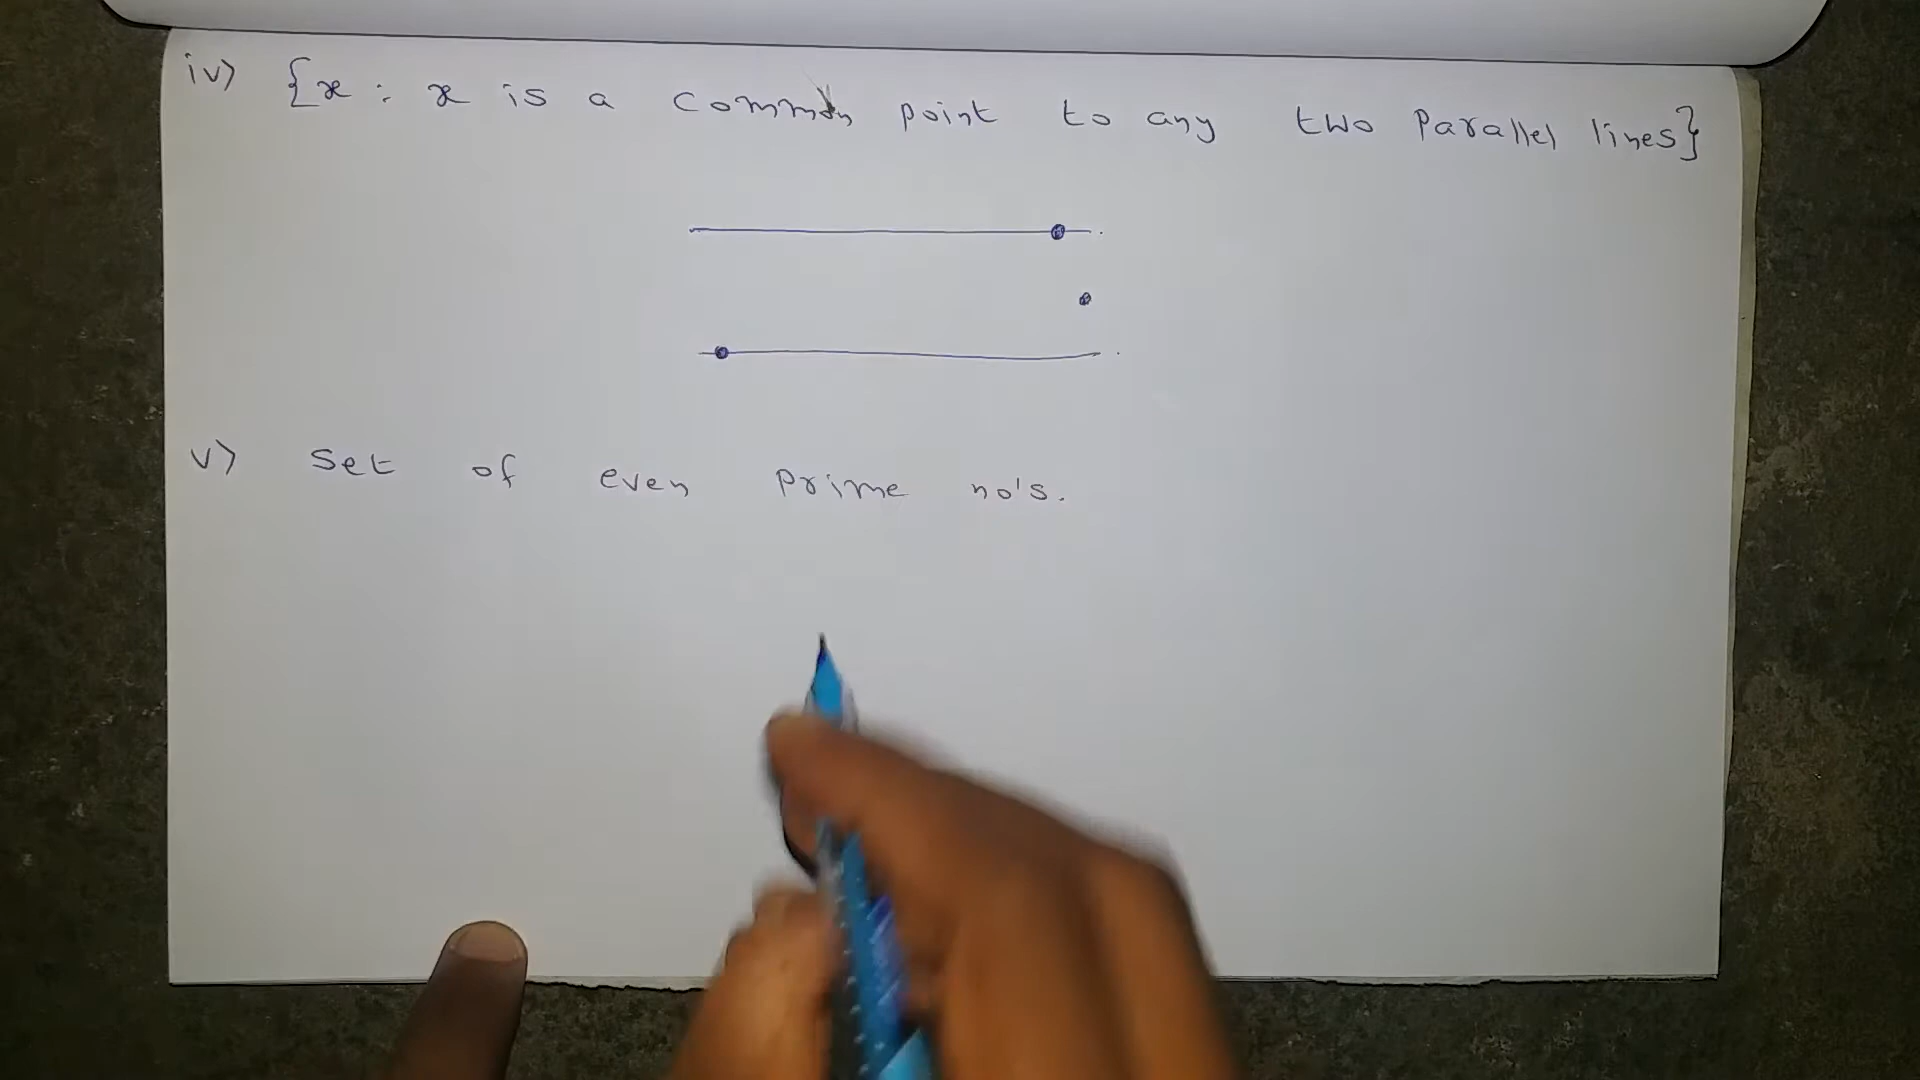 iv) {x : x is a common point to any two Parallel lines}
v) Set of even Prime no's.